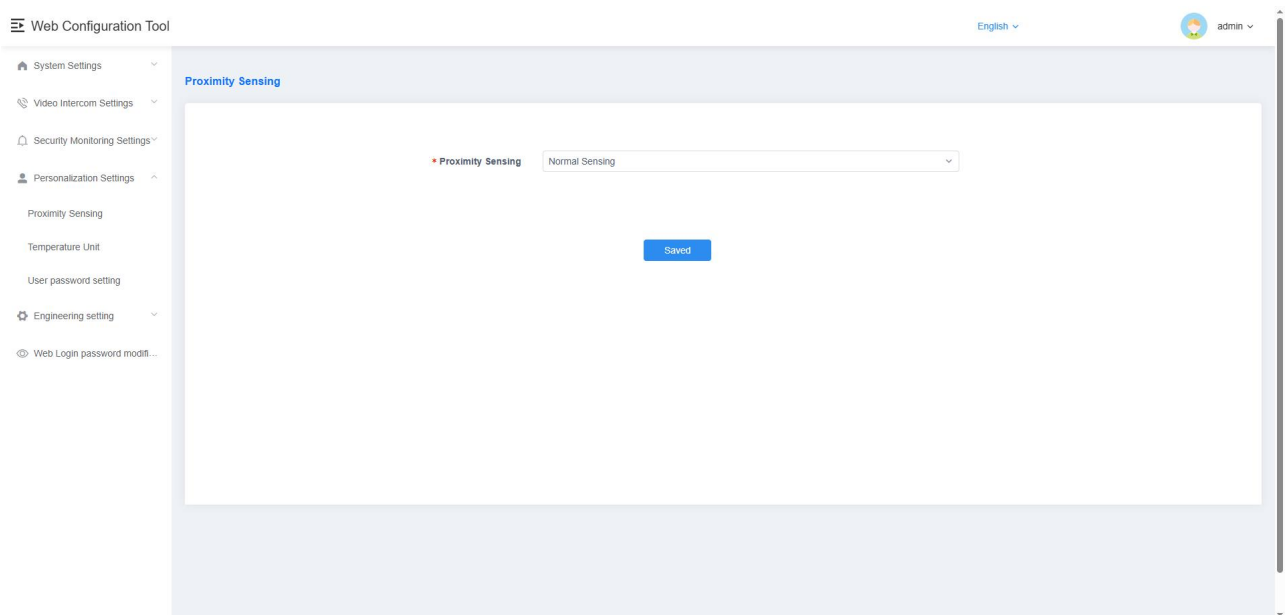 Web Configuration Tool
English
admin
System Settings
Video Intercom Settings
Security Monitoring Settings
Personalization Settings
Proximity Sensing
Temperature Unit
User password setting
Engineering setting
Web Login password modifi...
Proximity Sensing
* Proximity Sensing Normal Sensing
Saved